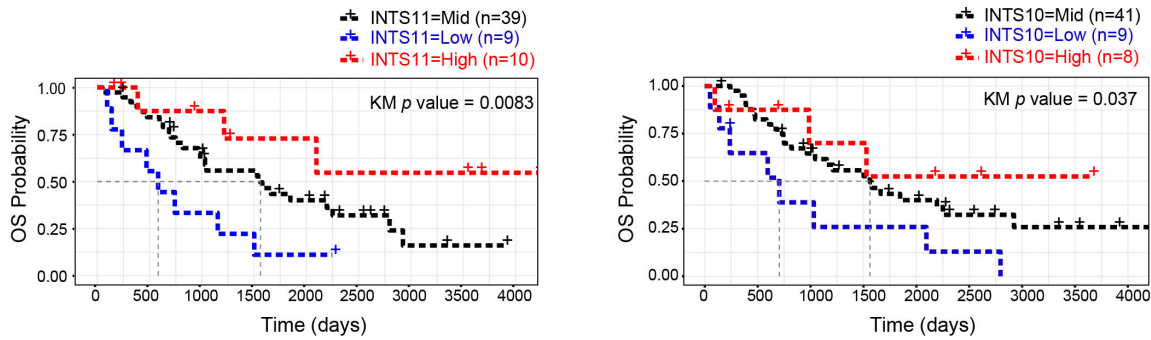 INTS11=Mid (n=39)
INTS11=Low (n=9)
INTS11=High (n=10)
KM p value = 0.0083
OS Probability
1.00
0.75
0.50
0.25
0.00
0 500 1000 1500 2000 2500 3000 3500 4000
Time (days)
INTS10=Mid (n=41)
INTS10=Low (n=9)
INTS10=High (n=8)
KM p value = 0.037
OS Probability
1.00
0.75
0.50
0.25
0.00
0 500 1000 1500 2000 2500 3000 3500 4000
Time (days)